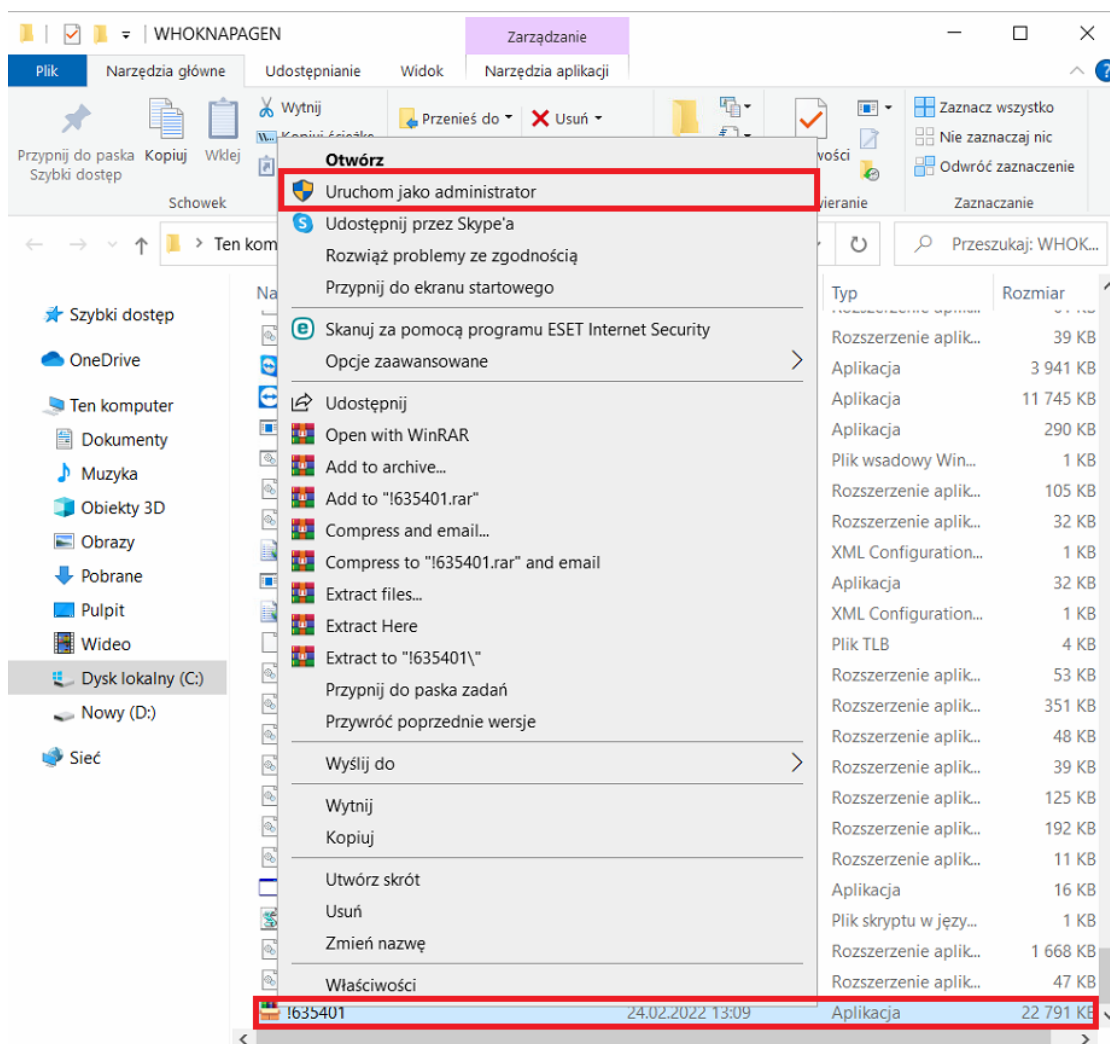 WHOKNAPAGEN
Zarządzanie
Plik
Narzędzia główne
Udostępnianie
Widok
Narzędzia aplikacji
Przypnij do paska Szybki dostęp
Kopiuj
Wklej
Wytnij
Kopiuj ścieżkę
Schowek
Przenieś do
Usuń
Zaznacz wszystko
Nie zaznaczaj nic
Odwróć zaznaczenie
Zaznaczanie
Ten kom
Przeszukaj: WHOK...
Szybki dostęp
OneDrive
Ten komputer
Dokumenty
Muzyka
Obiekty 3D
Obrazy
Pobrane
Pulpit
Wideo
Dysk lokalny (C:)
Nowy (D:)
Sieć
Otwórz
Uruchom jako administrator
Udostępnij przez Skype'a
Rozwiąż problemy ze zgodnością
Przypnij do ekranu startowego
Skanuj za pomocą programu ESET Internet Security
Opcje zaawansowane
Udostępnij
Open with WinRAR
Add to archive...
Add to "!635401.rar"
Compress and email...
Compress to "!635401.rar" and email
Extract files...
Extract Here
Extract to "!635401\"
Przypnij do paska zadań
Przywróć poprzednie wersje
Wyślij do
Wytnij
Kopiuj
Utwórz skrót
Usuń
Zmień nazwę
Właściwości
Typ Rozmiar
Rozszerzenie aplik... 39 KB
Aplikacja 3 941 KB
Aplikacja 11 745 KB
Aplikacja 290 KB
Plik wsadowy Win... 1 KB
Rozszerzenie aplik... 105 KB
Rozszerzenie aplik... 32 KB
XML Configuration... 1 KB
Aplikacja 32 KB
XML Configuration... 1 KB
Plik TLB 4 KB
Rozszerzenie aplik... 53 KB
Rozszerzenie aplik... 351 KB
Rozszerzenie aplik... 48 KB
Rozszerzenie aplik... 39 KB
Rozszerzenie aplik... 125 KB
Rozszerzenie aplik... 192 KB
Rozszerzenie aplik... 11 KB
Aplikacja 16 KB
Plik skryptu w języ... 1 KB
Rozszerzenie aplik... 1 668 KB
Rozszerzenie aplik... 47 KB
!635401 24.02.2022 13:09 Aplikacja 22 791 KB